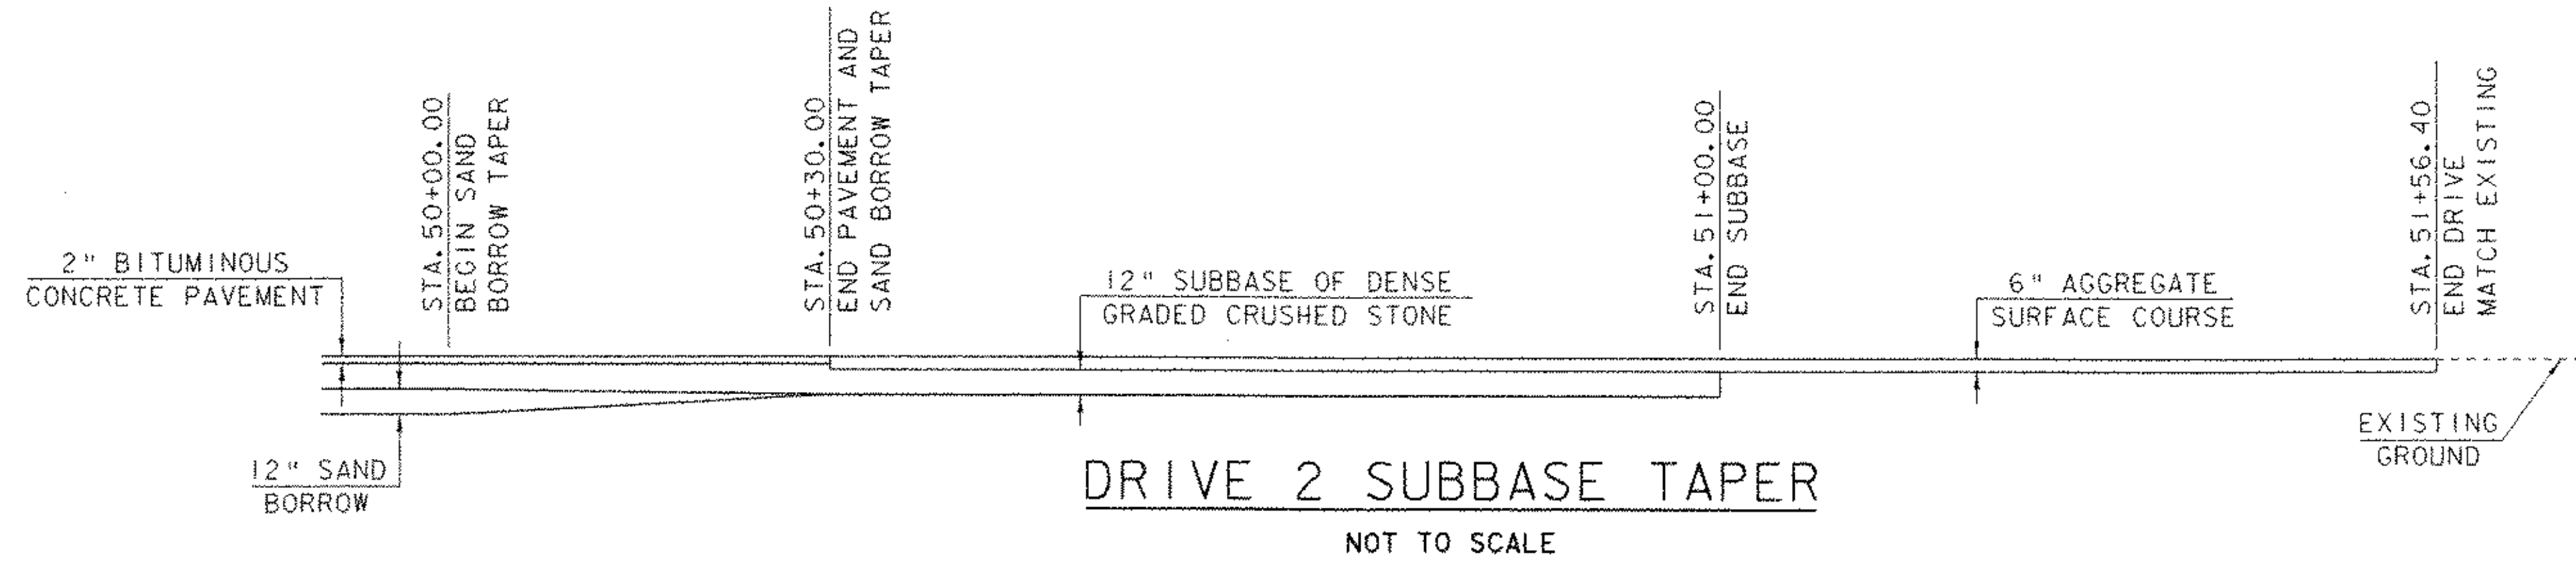 2" BITUMINOUS
CONCRETE PAVEMENT
STA. 50+00.00
BEGIN SAND
BORROW TAPER
STA. 50+30.00
END PAVEMENT AND
SAND BORROW TAPER
12" SUBBASE OF DENSE
GRADED CRUSHED STONE
STA. 51+00.00
END SUBBASE
6" AGGREGATE
SURFACE COURSE
STA. 51+56.40
END DRIVE
MATCH EXISTING
12" SAND
BORROW
EXISTING
GROUND
DRIVE 2 SUBBASE TAPER
NOT TO SCALE